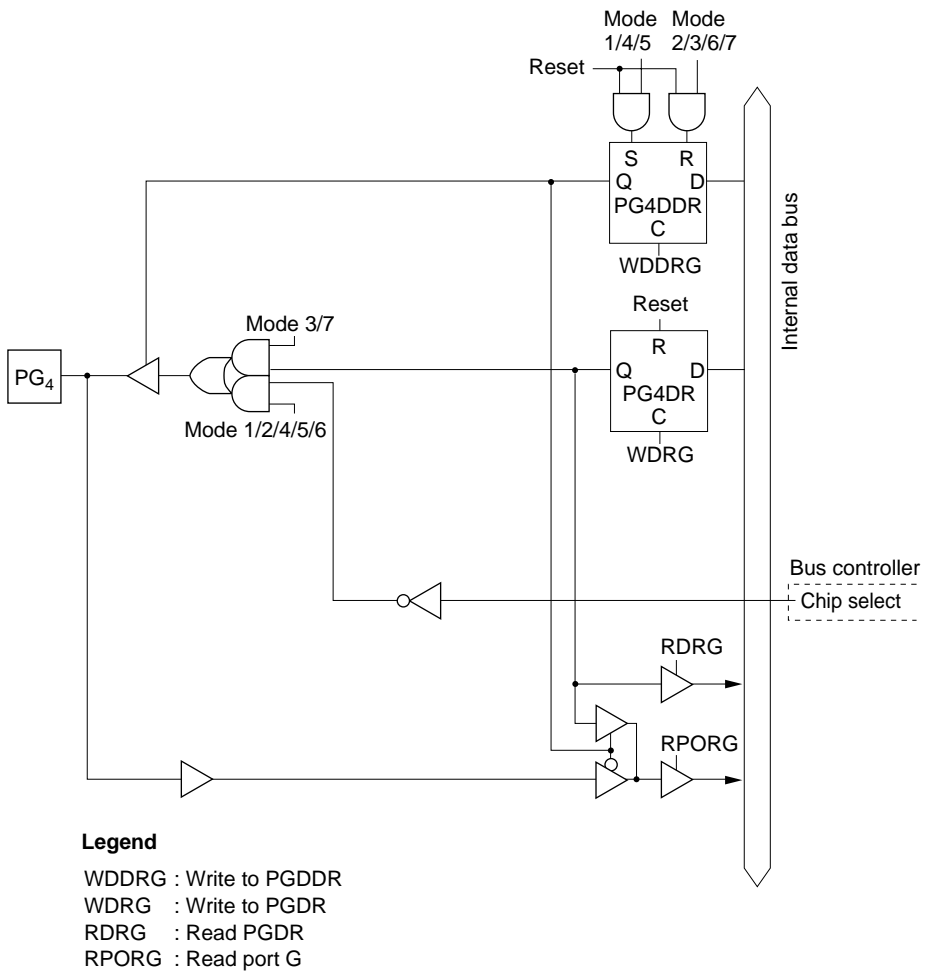 Mode
1/4/5
Mode
2/3/6/7
Reset
S
R
Q
D
PG4DDR
C
WDDRG
Internal data bus
Reset
R
Q
D
PG4DR
C
WDRG
Mode 3/7
PG4
Mode 1/2/4/5/6
Bus controller
Chip select
RDRG
RPORG
Legend
WDDRG : Write to PGDDR
WDRG : Write to PGDR
RDRG : Read PGDR
RPORG : Read port G